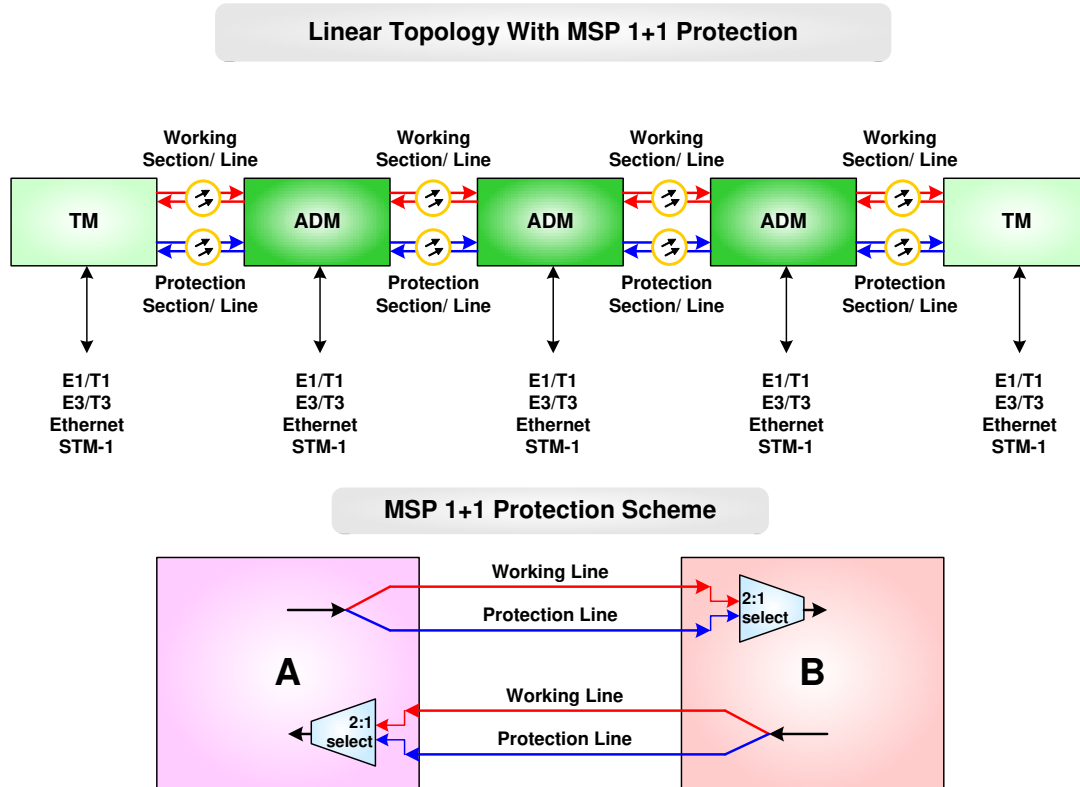 Linear Topology With MSP 1+1 Protection
Working
Section/ Line
Working
Section/ Line
Working
Section/ Line
Working
Section/ Line
TM
ADM
ADM
ADM
TM
Protection
Section/ Line
Protection
Section/ Line
Protection
Section/ Line
Protection
Section/ Line
E1/T1
E3/T3
Ethernet
STM-1
E1/T1
E3/T3
Ethernet
STM-1
E1/T1
E3/T3
Ethernet
STM-1
E1/T1
E3/T3
Ethernet
STM-1
E1/T1
E3/T3
Ethernet
STM-1
MSP 1+1 Protection Scheme
Working Line
2:1
select
Protection Line
A
B
Working Line
2:1
select
Protection Line